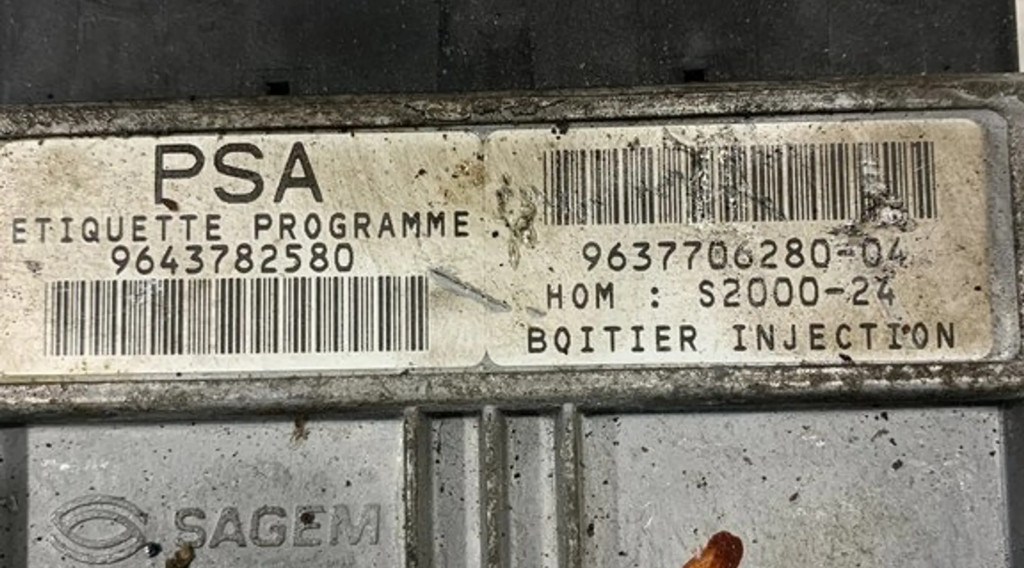 PSA
ETIQUETTE PROGRAMME
9643782580
9637706280-04
HOM : S2000-24
BOITIER INJECTION
SAGEM